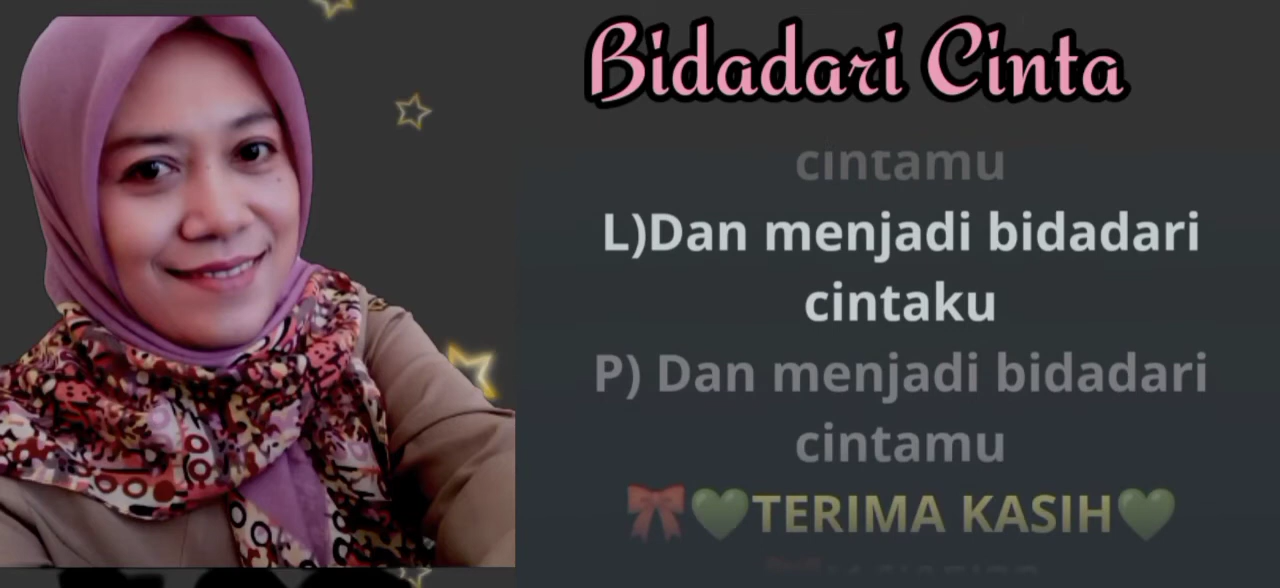 Bidadari Cinta
cintamu
L)Dan menjadi bidadari
cintaku
P) Dan menjadi bidadari
cintamu
🎀💚TERIMA KASIH💚